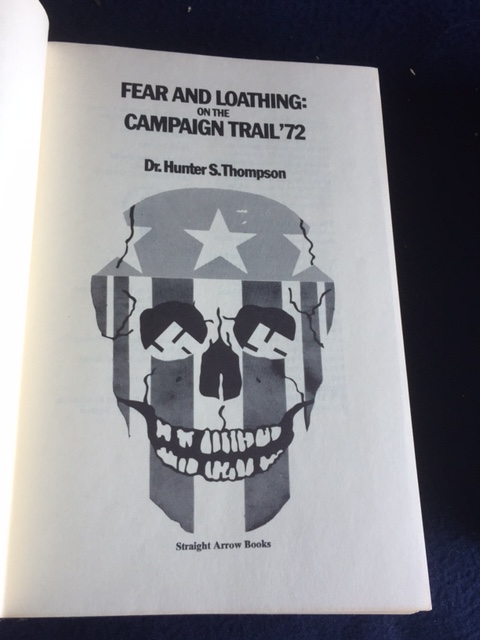 FEAR AND LOATHING:
ON THE
CAMPAIGN TRAIL '72
Dr. Hunter S. Thompson
Straight Arrow Books